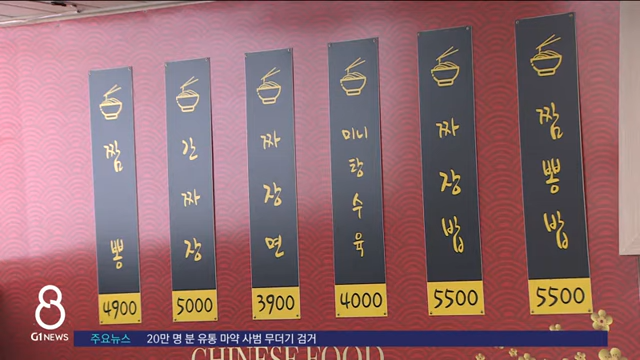 짬뽕
4900
간짜장
5000
짜장면
3900
미니탕수육
4000
짜장밥
5500
짬뽕밥
5500
8
G1 NEWS
주요뉴스 20만 명 분 유통 마약 사범 무더기 검거
CHINESE FOOD